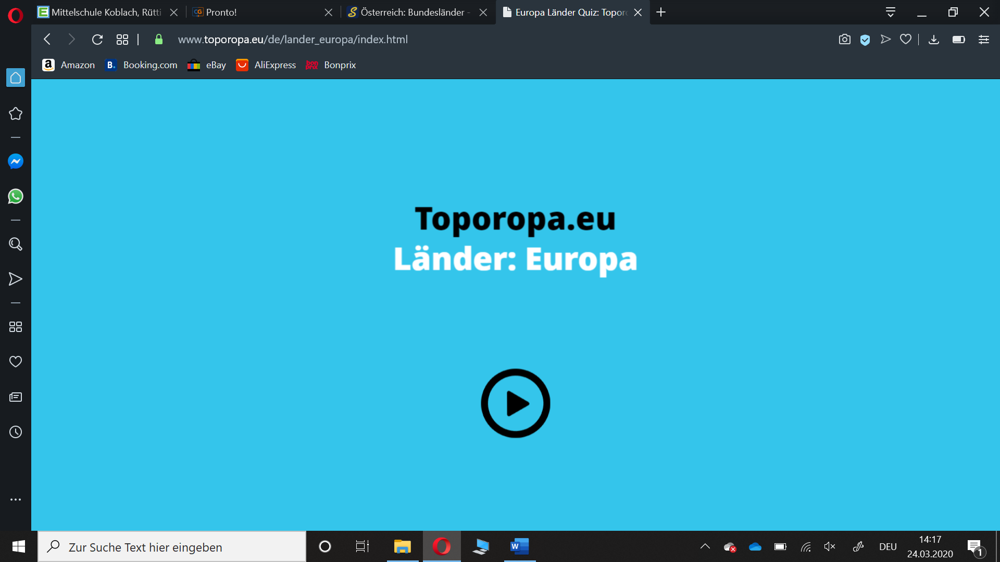 Mittelschule Koblach, Rütti
Pronto!
Österreich: Bundesländer -
Europa Länder Quiz: Toporo
www.toporopa.eu/de/lander_europa/index.html
Amazon
Booking.com
eBay
AliExpress
Bonprix
Toporopa.eu
Länder: Europa
Zur Suche Text hier eingeben
DEU
14:17
24.03.2020
1